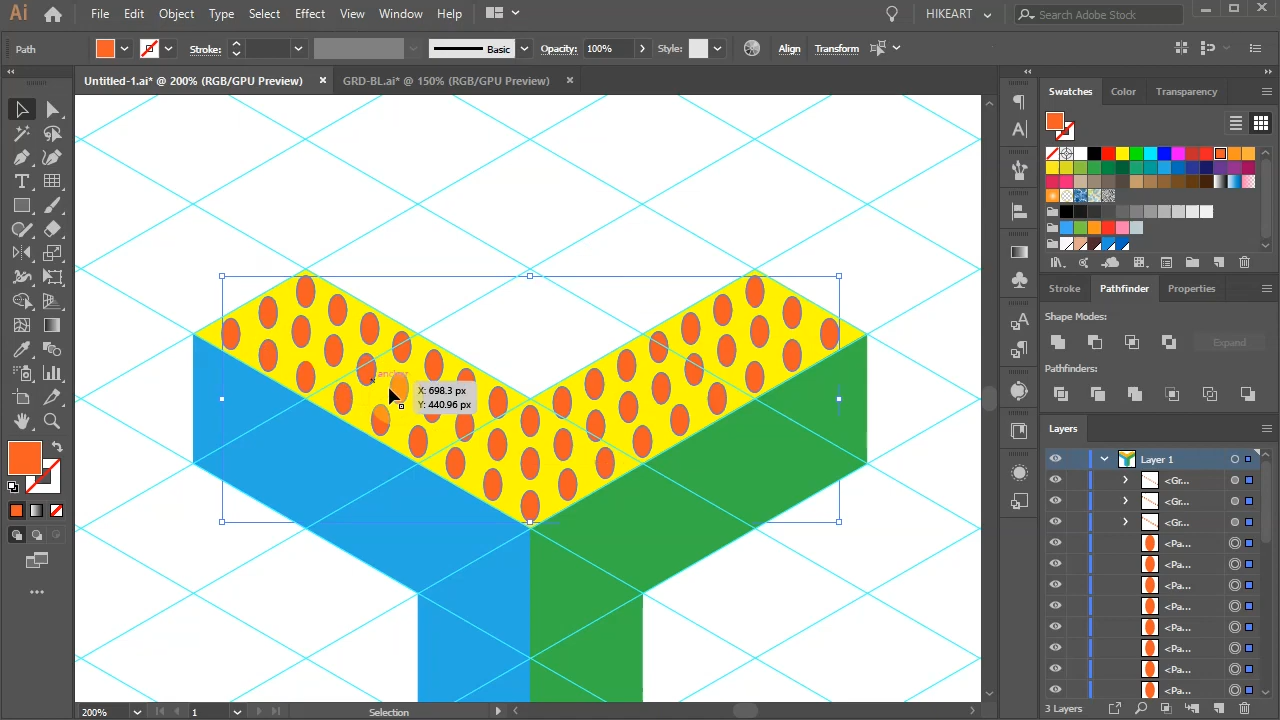 Ai File Edit Object Type Select Effect View Window Help HIKEART Search Adobe Stock
Path Stroke: Basic Opacity: 100% Style: Align Transform
Untitled-1.ai* @ 200% (RGB/GPU Preview) × GRD-BL.ai* @ 150% (RGB/GPU Preview) ×
Swatches Color Transparency
Stroke Pathfinder Properties
Shape Modes:
Expand
Pathfinders:
anchor
X: 698.3 px
Y: 440.96 px
Layers
Layer 1
<Gr...
<Gr...
<Gr...
<Pa...
<Pa...
<Pa...
<Pa...
<Pa...
<Pa...
<Pa...
<Pa...
200% 1 Selection 3 Layers